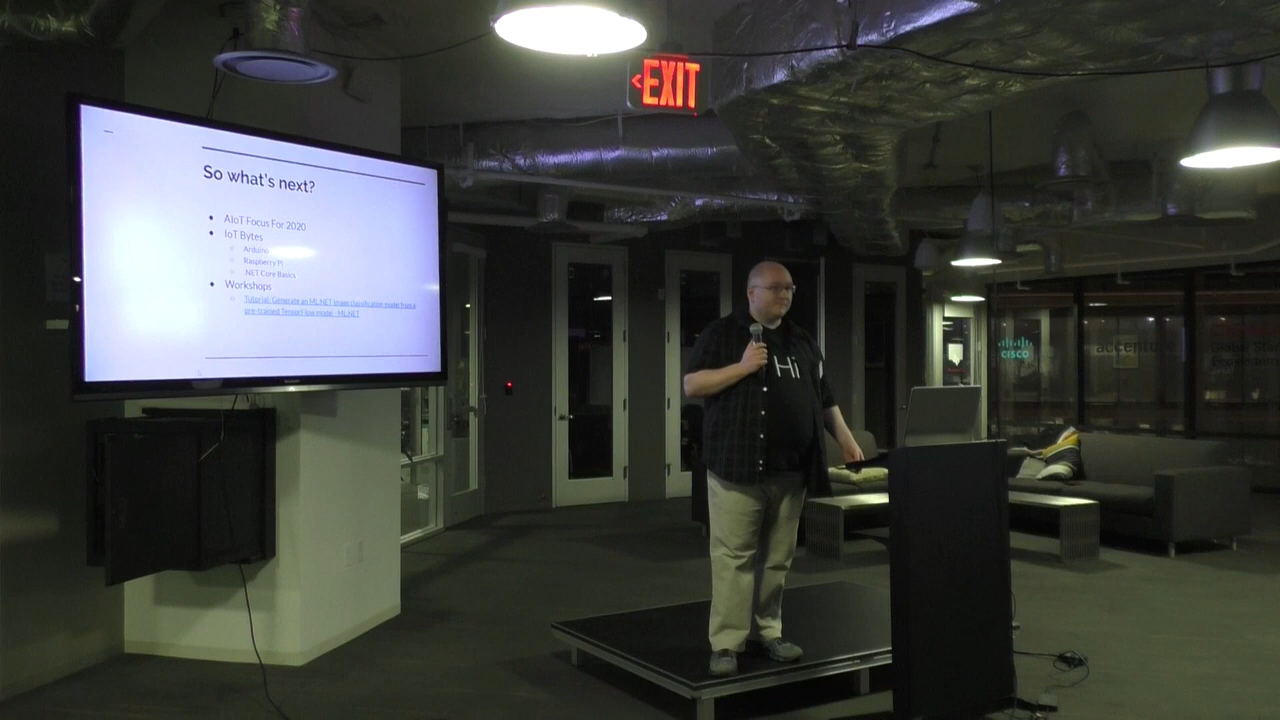 EXIT
So what's next?
AIoT Focus For 2020
IoT Bytes
Arduino
Raspberry Pi
.NET Core Basics
Workshops
Tutorial: Generate an ML.NET image classification model from a
pre-trained TensorFlow model - ML.NET
Hi
CISCO
accenture